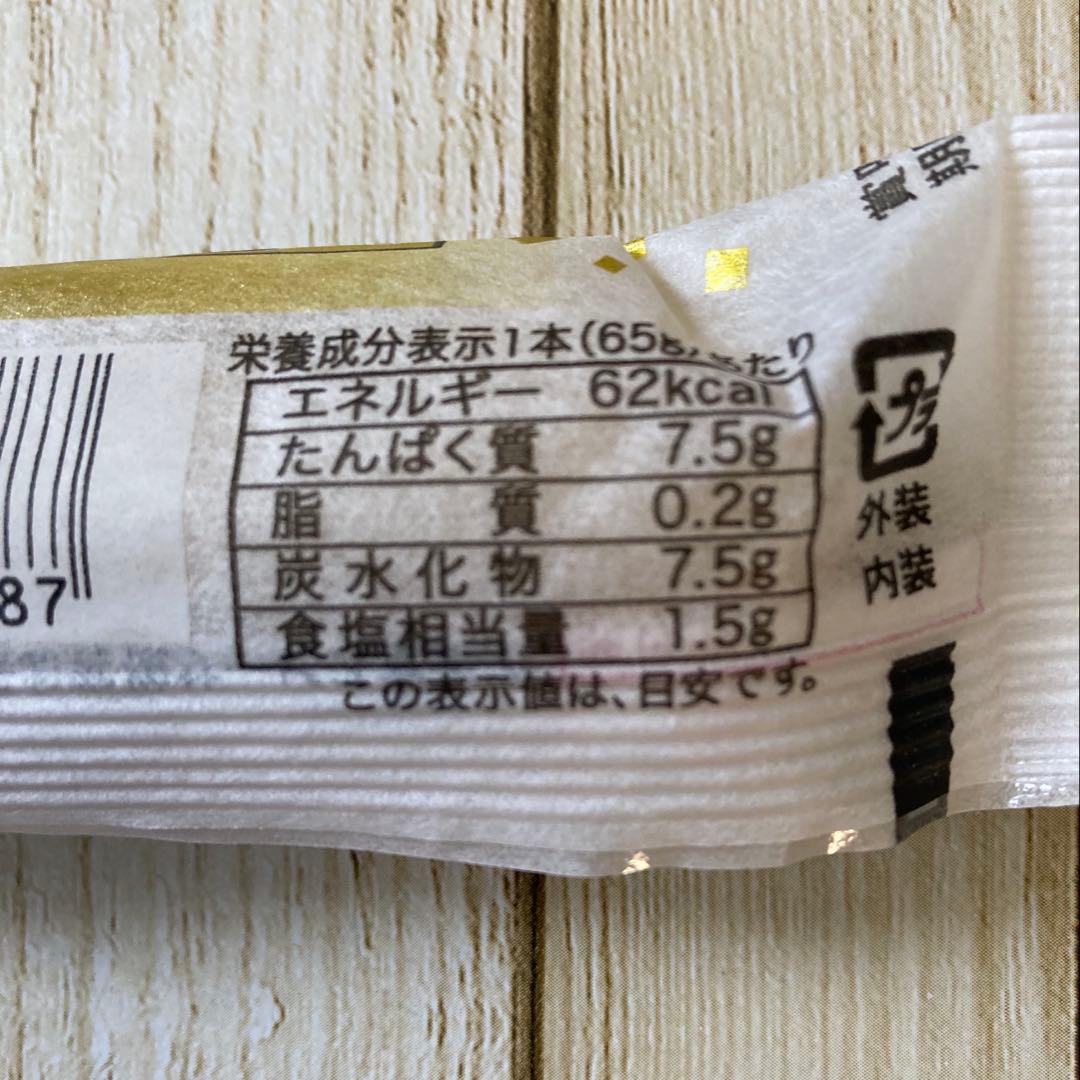 賞
期
栄養成分表示1本(65g)当たり
エネルギー 62kcal
たんぱく質 7.5g
脂質 0.2g
炭水化物 7.5g
食塩相当量 1.5g
この表示値は、目安です。
プラ
外装
内装
87